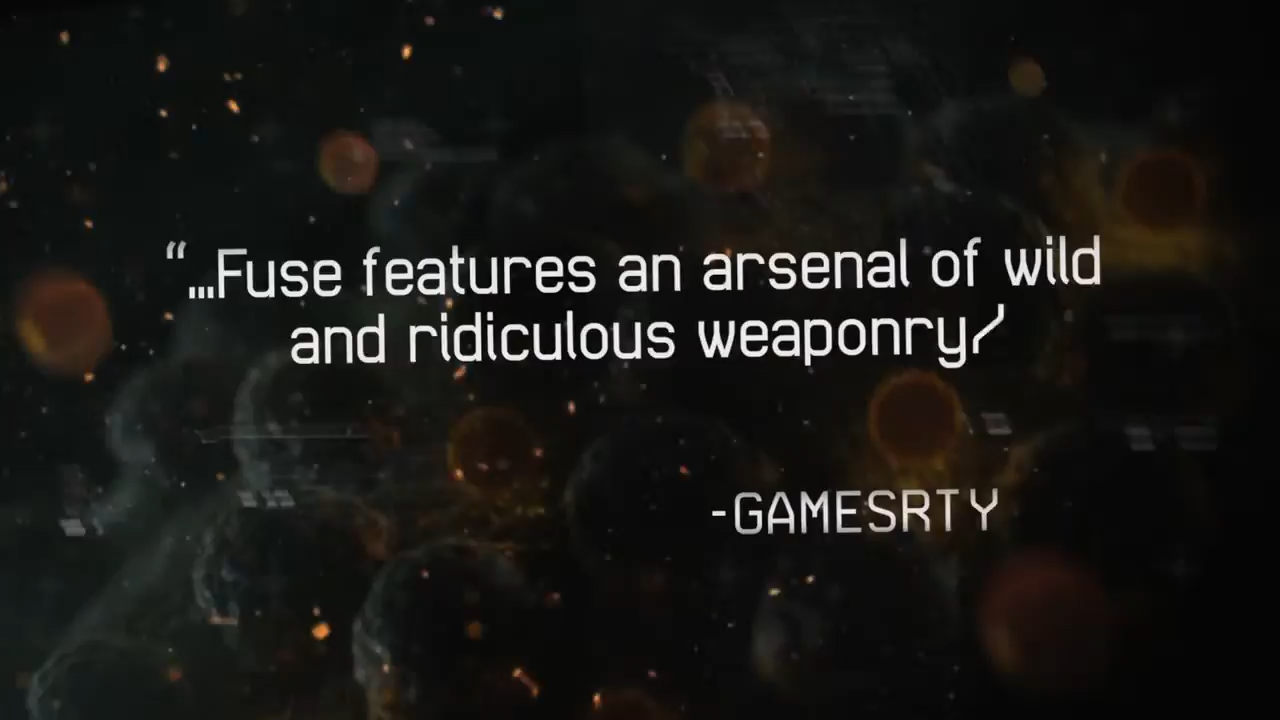 “...Fuse features an arsenal of wild
and ridiculous weaponry/
-GAMESRTY